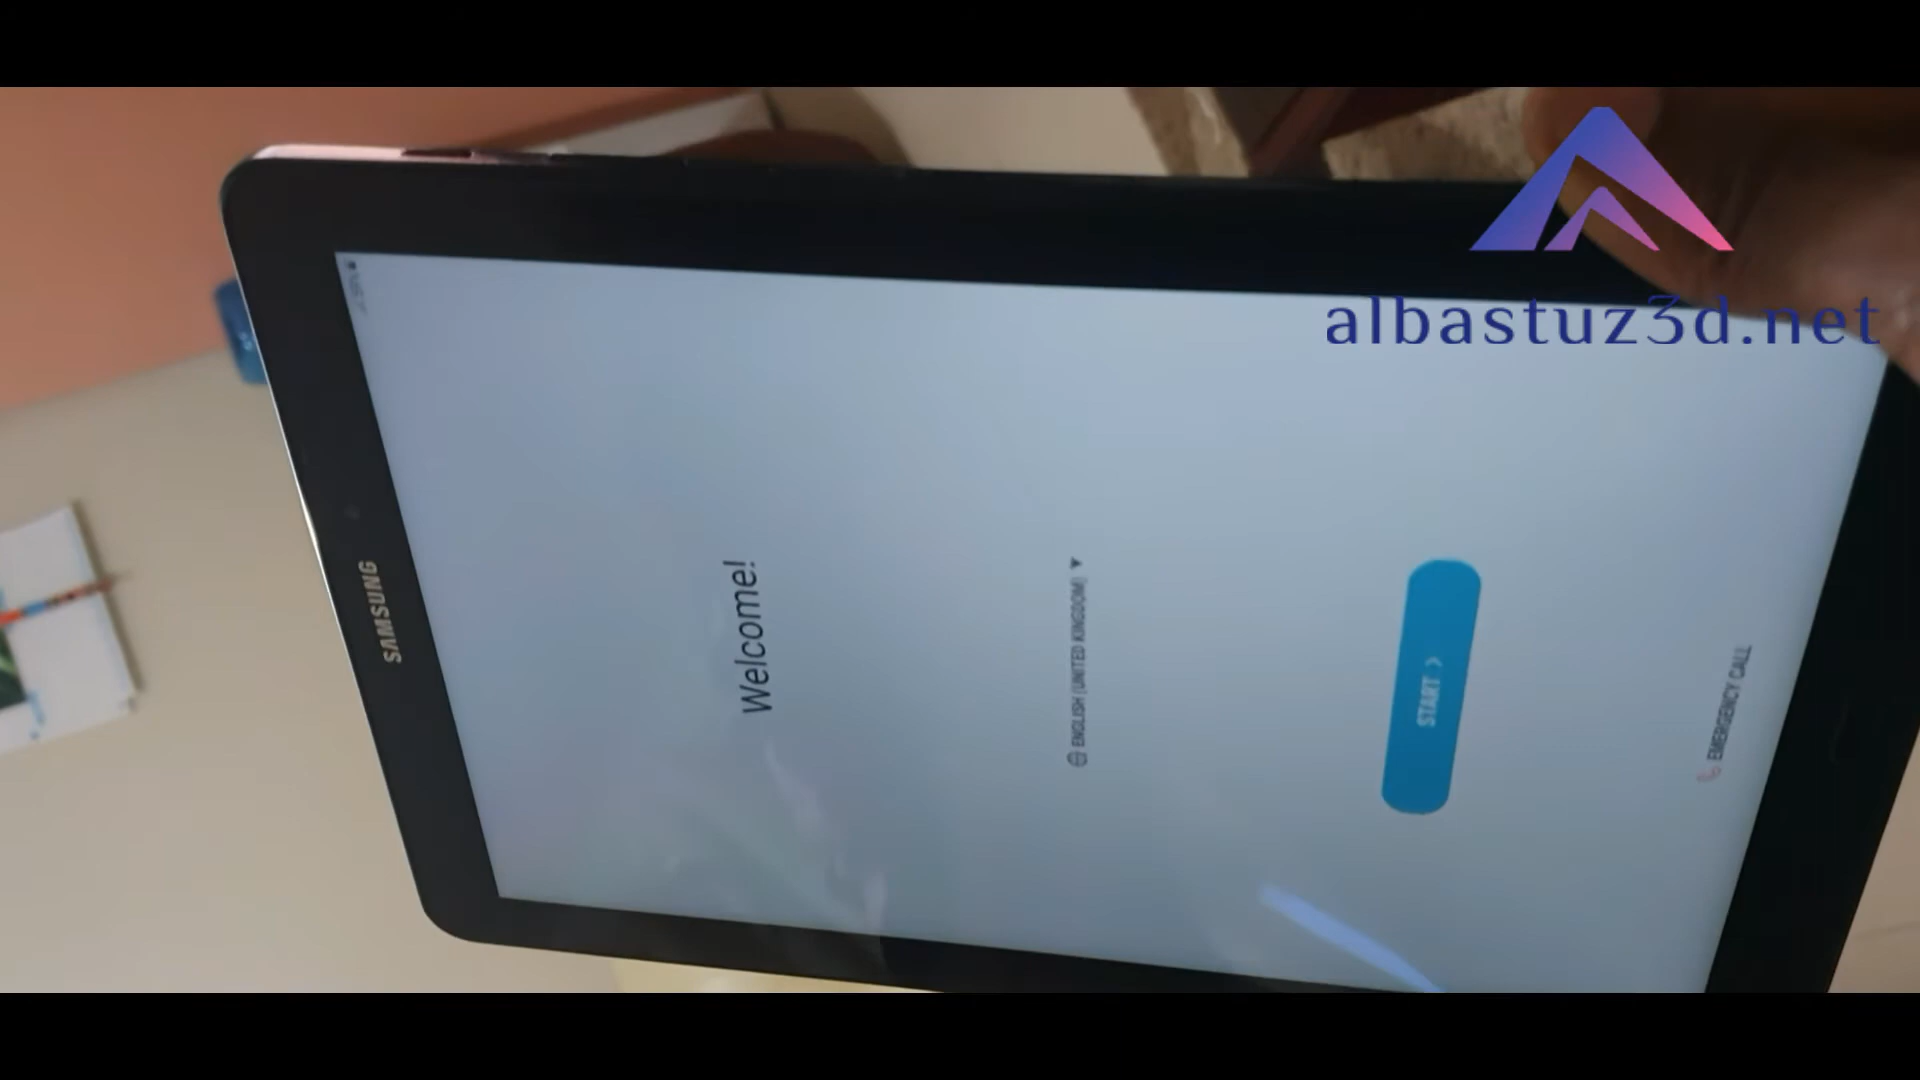 albastuz3d.net
SAMSUNG
Welcome!
ENGLISH (UNITED KINGDOM)
START
EMERGENCY CALL